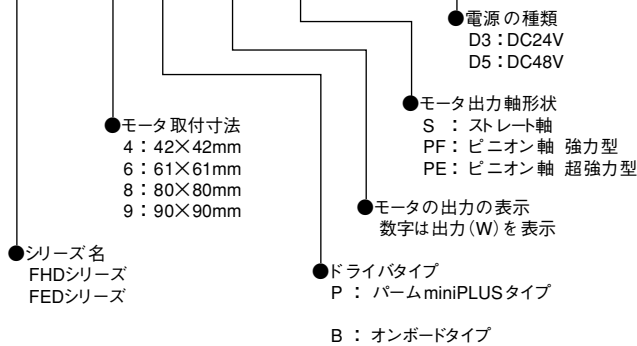 ●電源の種類
D3：DC24V
D5：DC48V
●モータ出力軸形状
S ： ストレート軸
PF： ピニオン軸 強力型
PE： ピニオン軸 超強力型
●モータ取付寸法
4：42×42mm
6：61×61mm
8：80×80mm
9：90×90mm
●モータの出力の表示
数字は出力（W）を表示
●シリーズ名
FHDシリーズ
FEDシリーズ
●ドライバタイプ
P ： パームminiPLUSタイプ
B ： オンボードタイプ